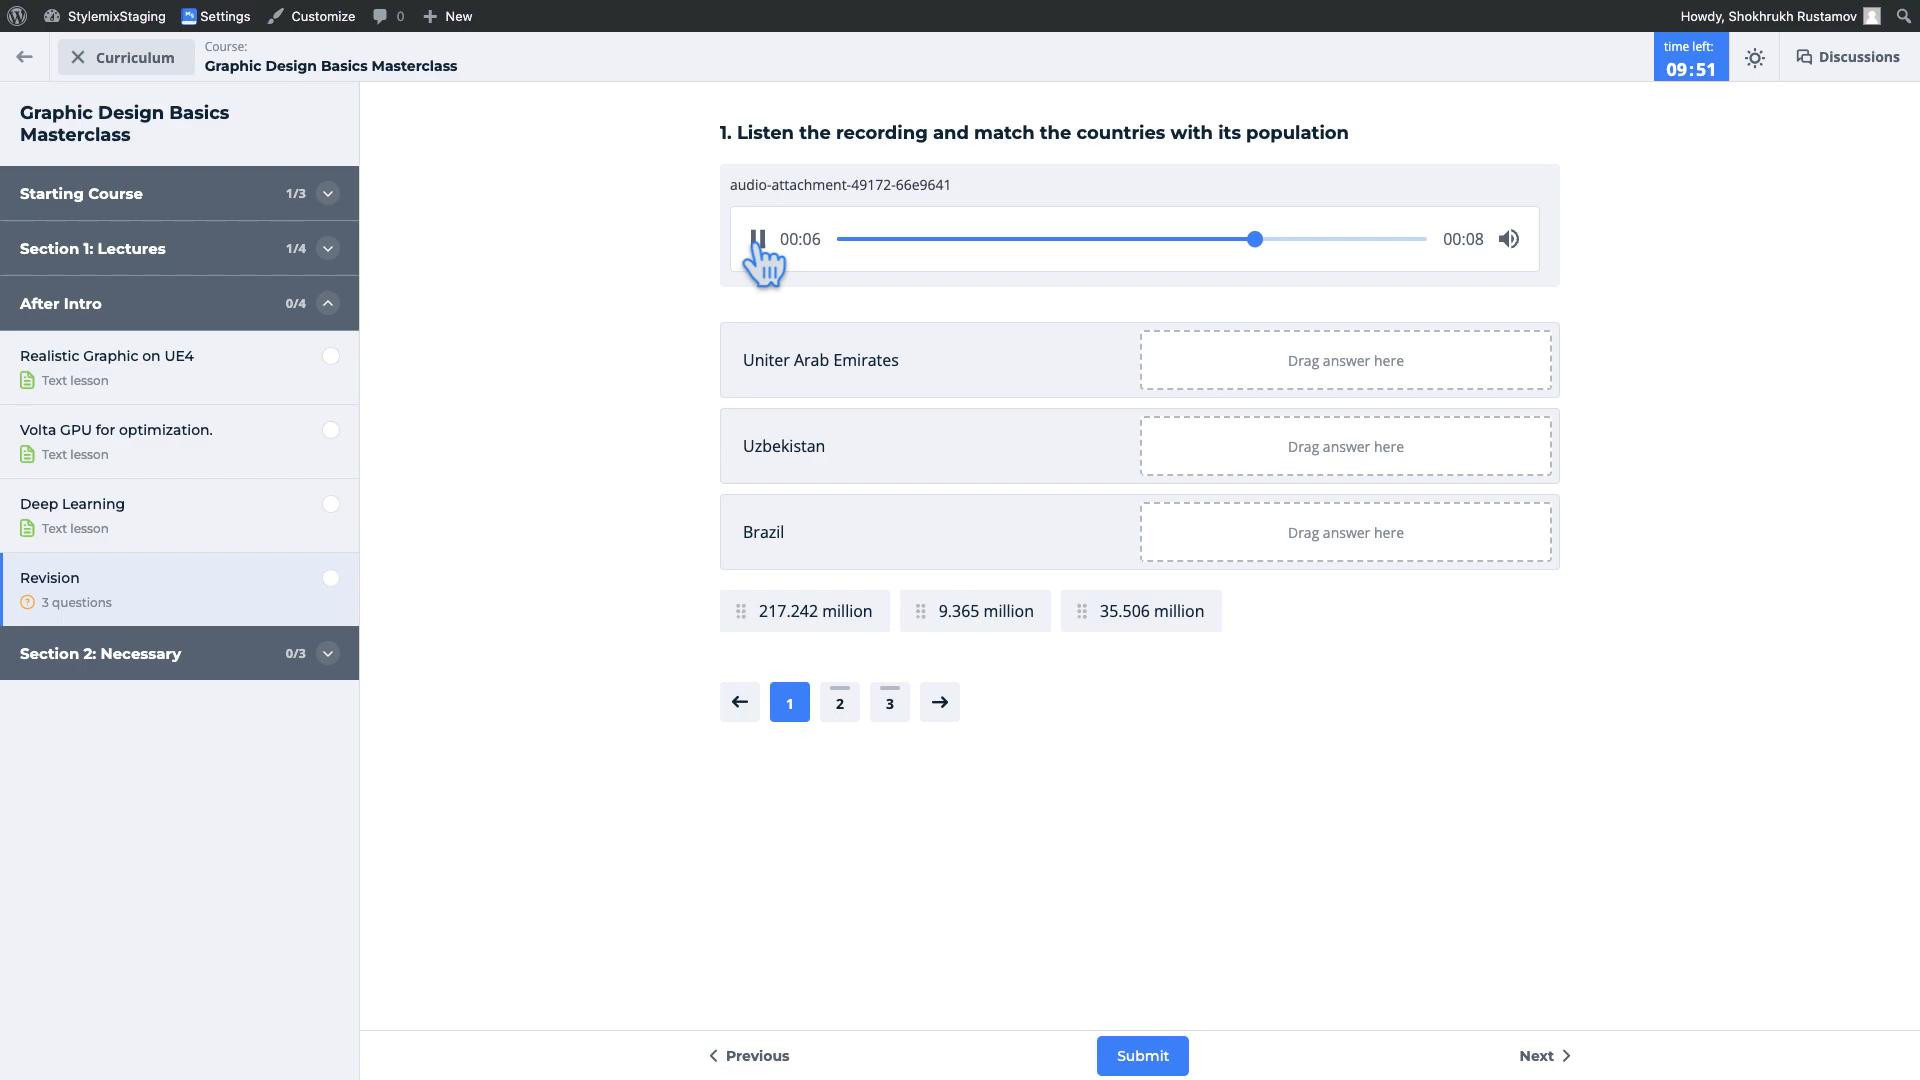 StylemixStaging
Settings
Customize
0
New
Howdy, Shokhrukh Rustamov
Curriculum
Course:
Graphic Design Basics Masterclass
time left:
09:51
Discussions
Graphic Design Basics
Masterclass
Starting Course 1/3
Section 1: Lectures 1/4
After Intro 0/4
Realistic Graphic on UE4
Text lesson
Volta GPU for optimization.
Text lesson
Deep Learning
Text lesson
Revision
3 questions
Section 2: Necessary 0/3
1. Listen the recording and match the countries with its population
audio-attachment-49172-66e9641
00:06 00:08
Uniter Arab Emirates Drag answer here
Uzbekistan Drag answer here
Brazil Drag answer here
217.242 million 9.365 million 35.506 million
1 2 3
Previous Submit Next